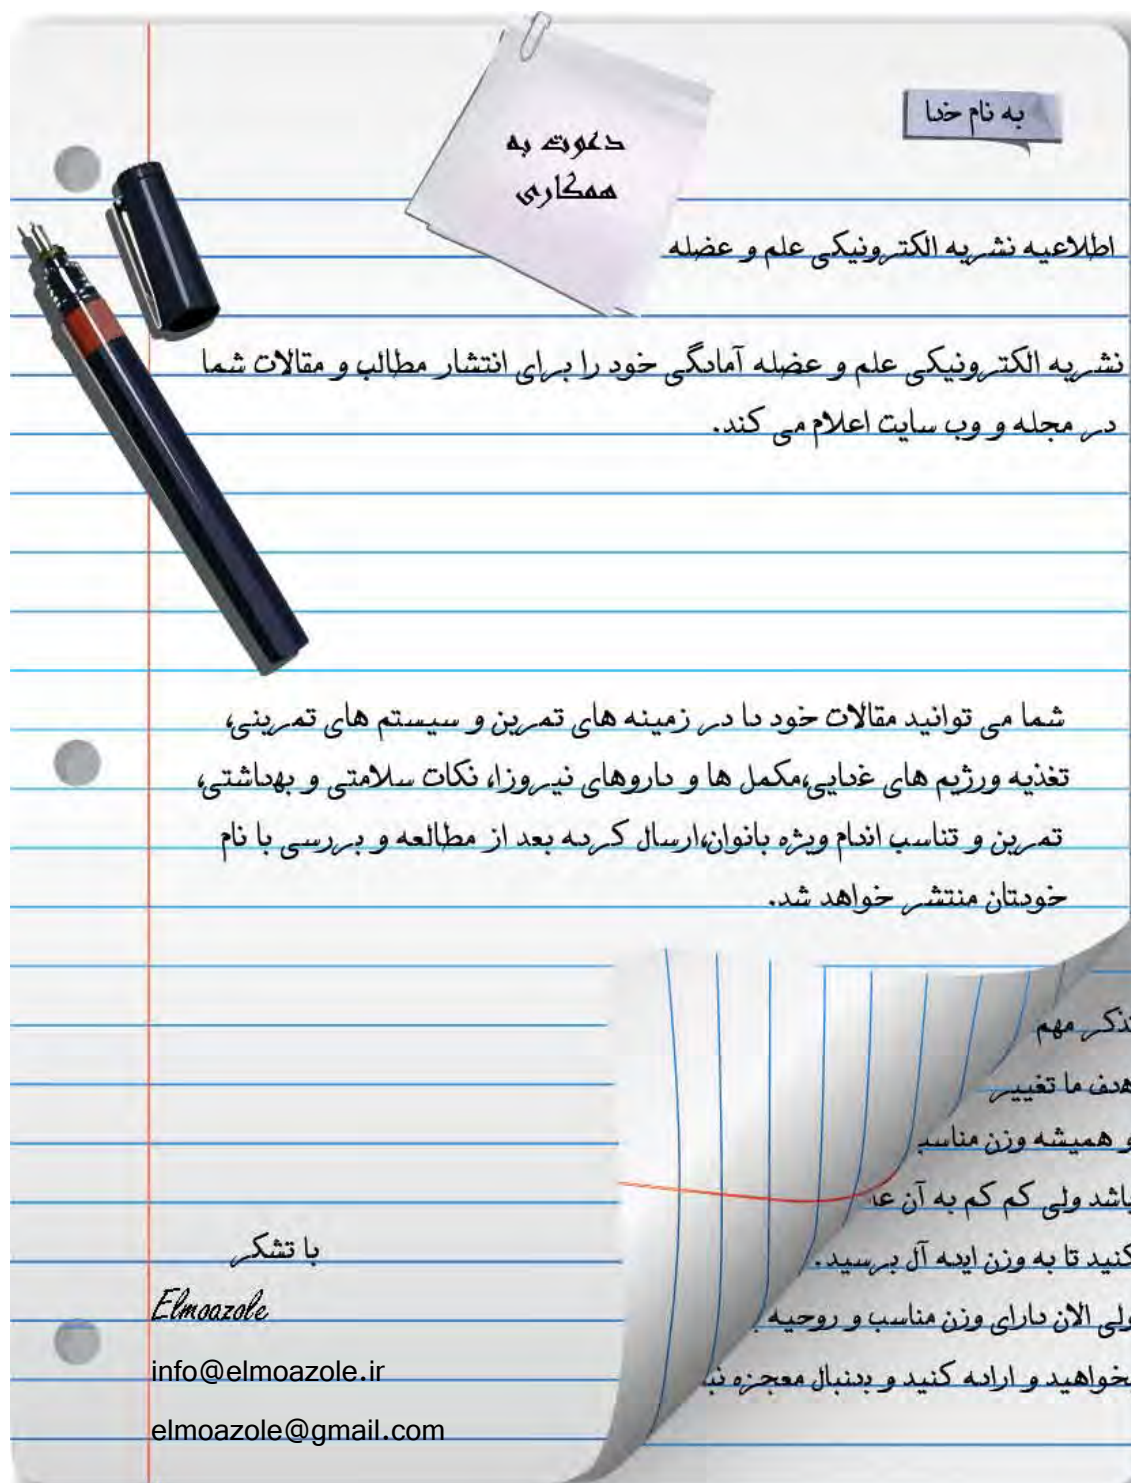 به نام خدا
دعوت به
همکاری
اطلاعیه نشریه الکترونیکی علم و عضله
نشریه الکترونیکی علم و عضله آمادگی خود را برای انتشار مطالب و مقالات شما
در مجله و وب سایت اعلام می کند.
شما می توانید مقالات خود دا در زمینه های تمرین و سیستم های تمرینی،
تغذیه ورژیم های غذایی،مکمل ها و داروهای نیروزا، نکات سلامتی و بهداشتی،
تمرین و تناسب اندام ویژه بانوان،ارسال کرده بعد از مطالعه و بررسی با نام
خودتان منتشر خواهد شد.
تذکر مهم
هدف ما تغییر
و همیشه وزن مناسب
باشد ولی کم کم به آن
کنید تا به وزن ایده آل برسید.
ولی الان دارای وزن مناسب و روحیه
بخواهید و اراده کنید و بدنبال معجزه
با تشکر
Elmoazole
info@elmoazole.ir
elmoazole@gmail.com